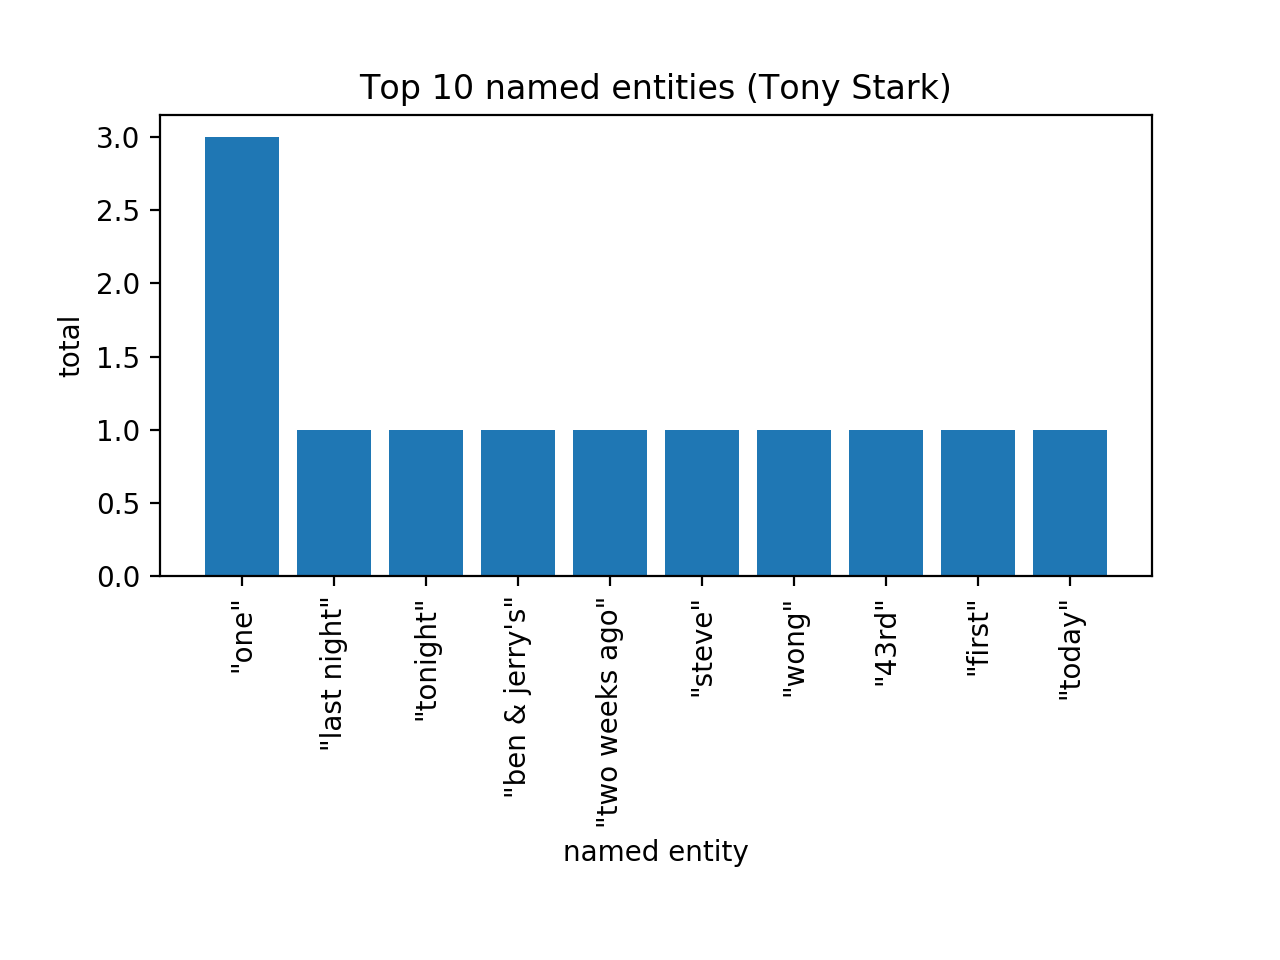 Top 10 named entities (Tony Stark)
3.0
2.5
2.0
1.5
1.0
0.5
0.0
total
"one"
"last night"
"tonight"
"ben & jerry's"
"two weeks ago"
"steve"
"wong"
"43rd"
"first"
"today"
named entity